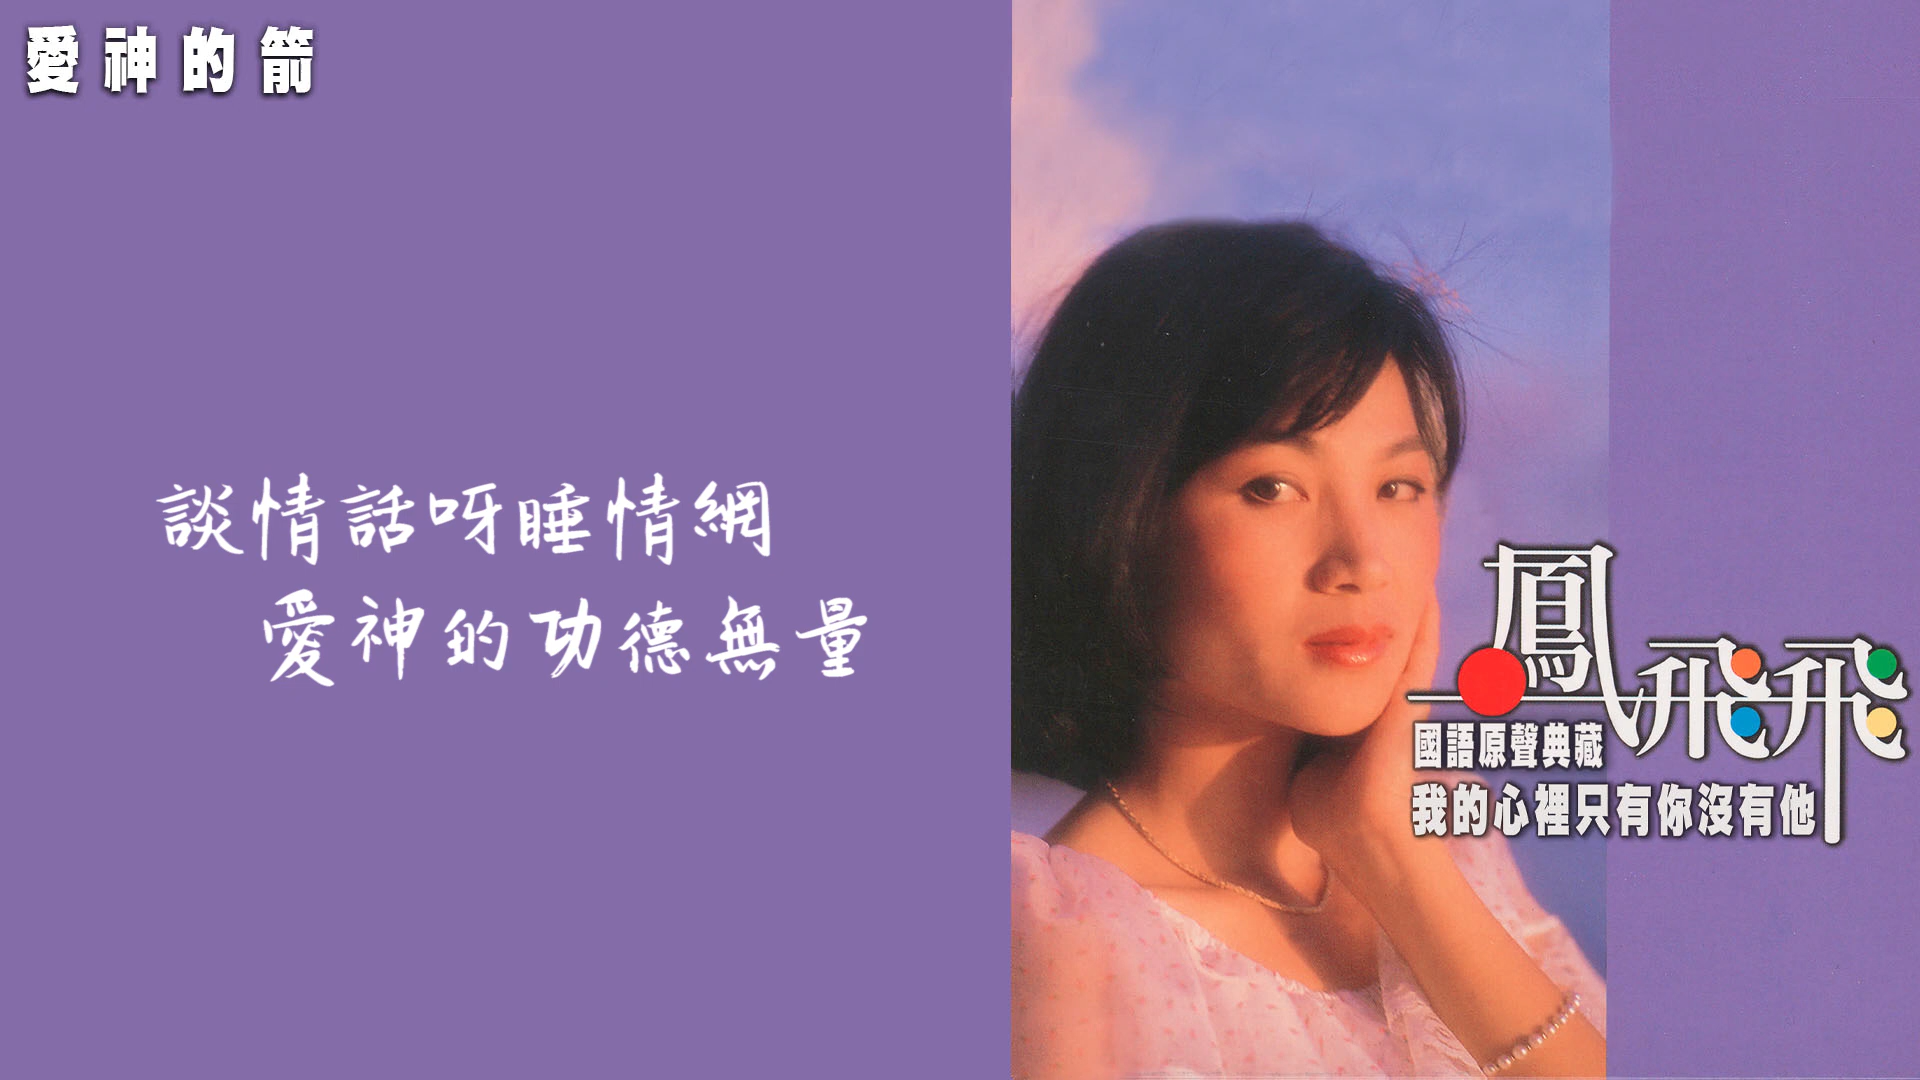 愛神的箭
談情話呀睡情網
愛神的功德無量
鳳飛飛
國語原聲典藏
我的心裡只有你沒有他